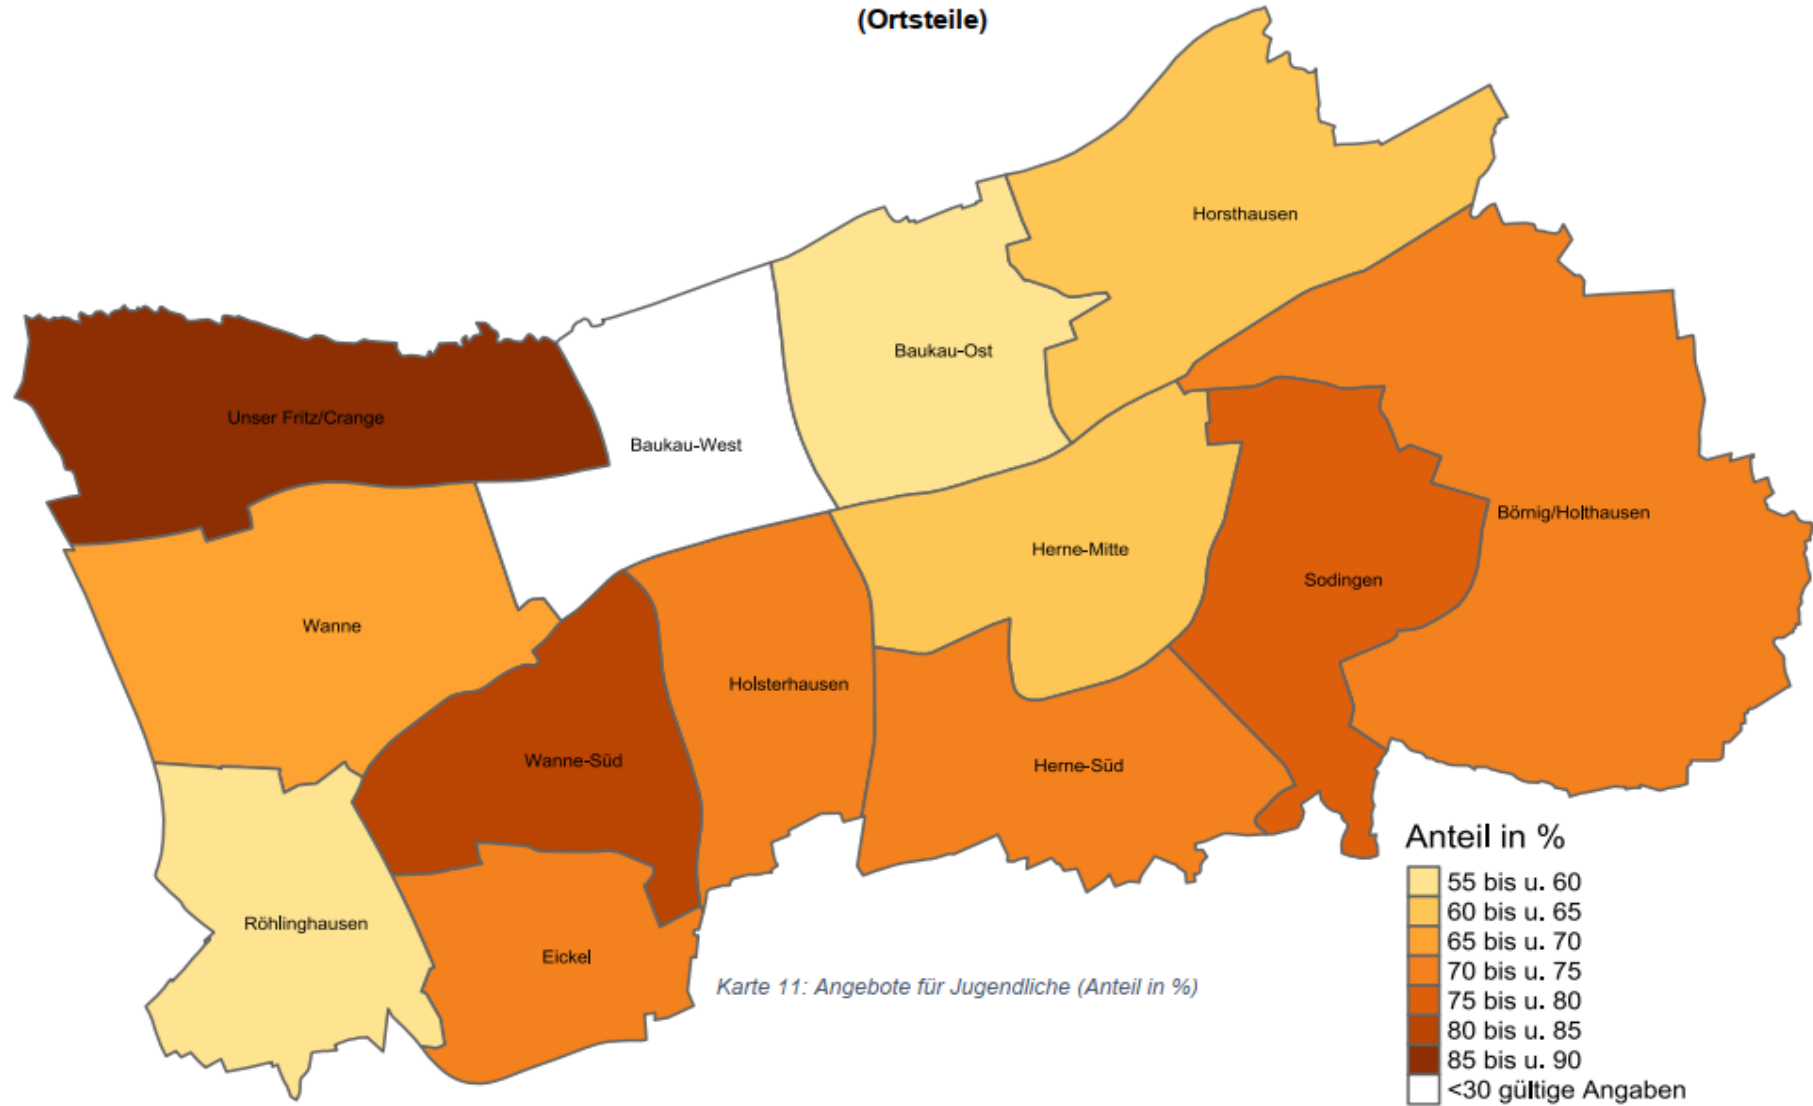 (Ortsteile)
Horsthausen
Baukau-Ost
Unser Fritz/Crange
Baukau-West
Börnig/Holthausen
Herne-Mitte
Sodingen
Wanne
Holsterhausen
Wanne-Süd
Herne-Süd
Röhlinghausen
Eickel
Karte 11: Angebote für Jugendliche (Anteil in %)
Anteil in %
55 bis u. 60
60 bis u. 65
65 bis u. 70
70 bis u. 75
75 bis u. 80
80 bis u. 85
85 bis u. 90
<30 gültige Angaben